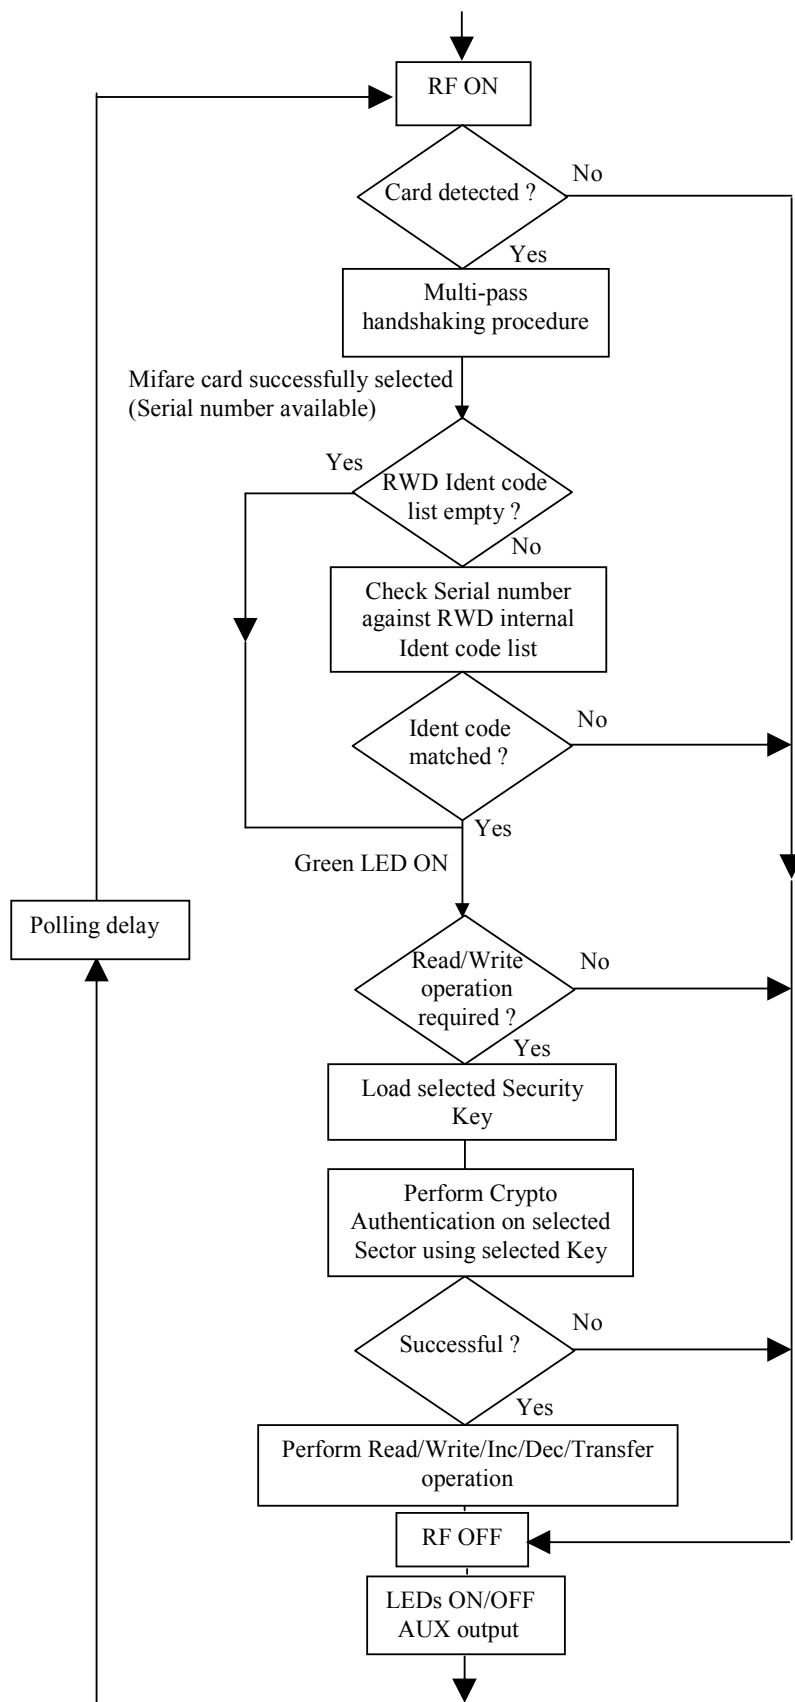 RF ON
No
Card detected ?
Yes
Multi-pass
handshaking procedure
Mifare card successfully selected
(Serial number available)
Yes
RWD Ident code
list empty ?
No
Check Serial number
against RWD internal
Ident code list
No
Ident code
matched ?
Yes
Green LED ON
Polling delay
Read/Write
operation
required ?
No
Yes
Load selected Security
Key
Perform Crypto
Authentication on selected
Sector using selected Key
No
Successful ?
Yes
Perform Read/Write/Inc/Dec/Transfer
operation
RF OFF
LEDs ON/OFF
AUX output